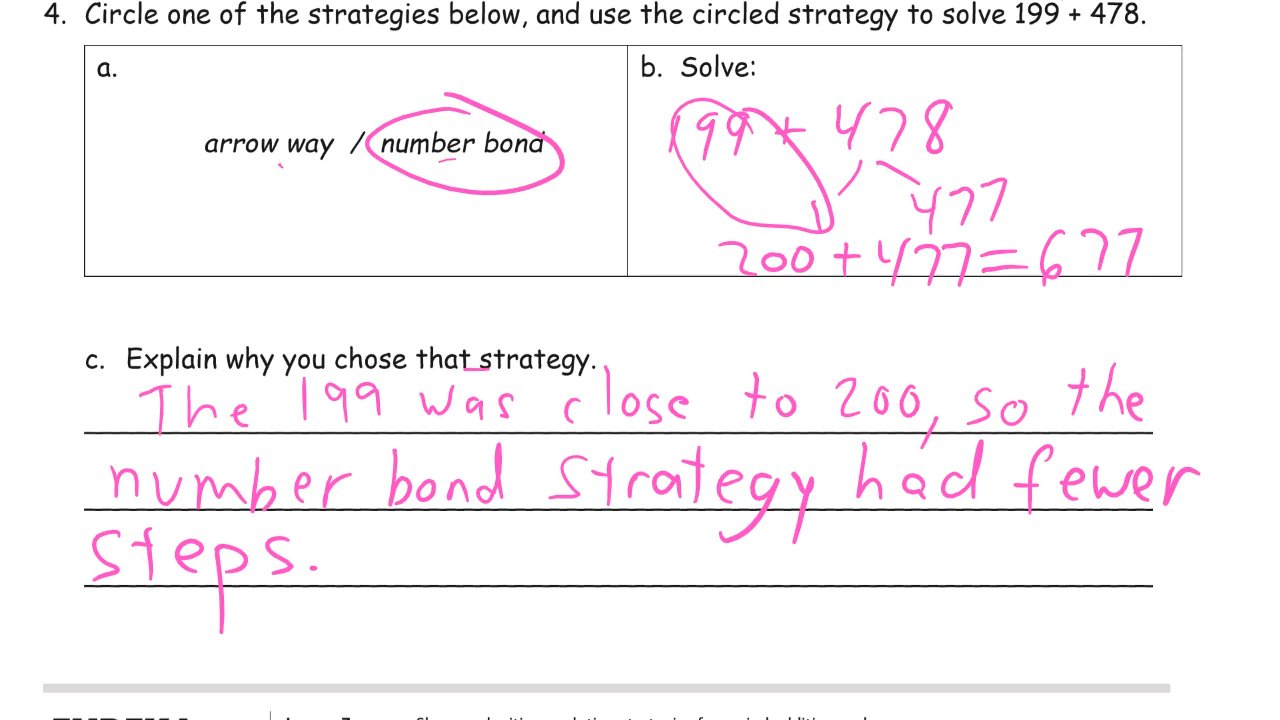 4. Circle one of the strategies below, and use the circled strategy to solve 199 + 478.
a.
arrow way / number bond
b. Solve:
199 + 478
1 477
200 + 477 = 677
c. Explain why you chose that strategy.
The 199 was close to 200, so the
number bond strategy had fewer
steps.